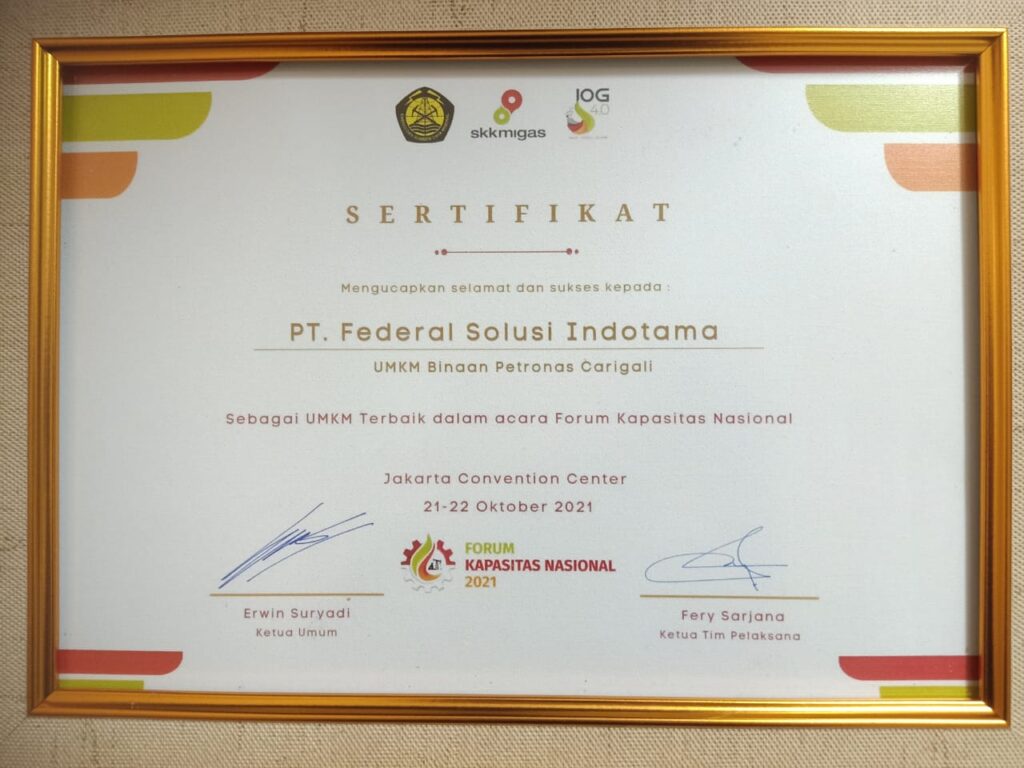 skkmigas
IOG
4.0
SERTIFIKAT
Mengucapkan selamat dan sukses kepada :
PT. Federal Solusi Indotama
UMKM Binaan Petronas Carigali
Sebagai UMKM Terbaik dalam acara Forum Kapasitas Nasional
Jakarta Convention Center
21-22 Oktober 2021
FORUM
KAPASITAS NASIONAL
2021
Erwin Suryadi
Ketua Umum
Fery Sarjana
Ketua Tim Pelaksana